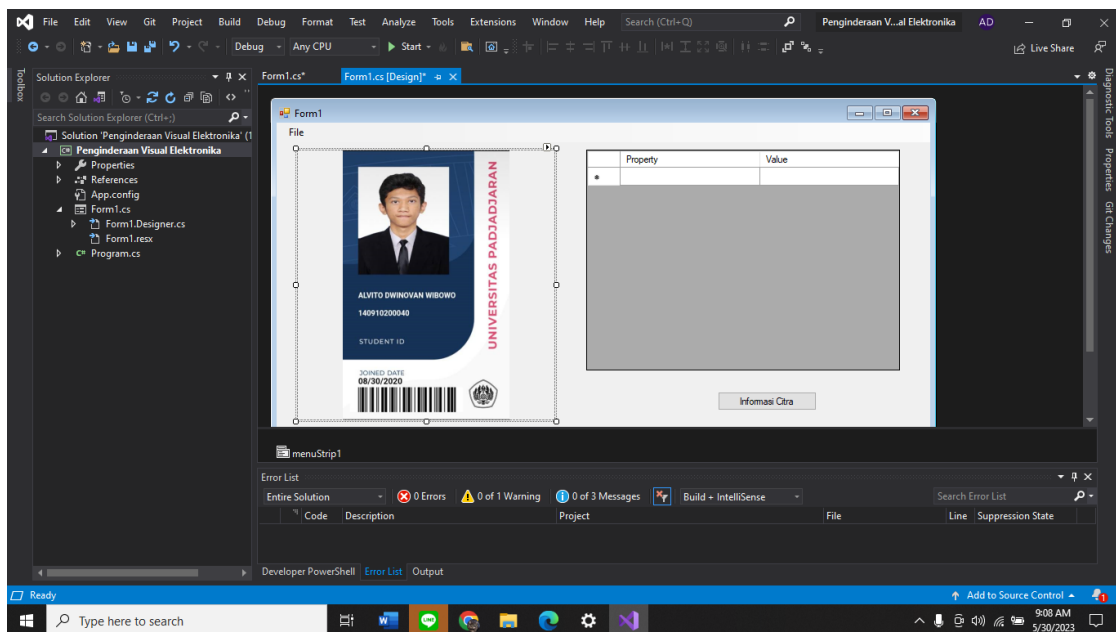 File Edit View Git Project Build Debug Format Test Analyze Tools Extensions Window Help Search (Ctrl+Q) Penginderaan V...al Elektronika AD
Debug Any CPU Start Live Share
Toolbox
Solution Explorer
Search Solution Explorer (Ctrl+;)
Solution 'Penginderaan Visual Elektronika' (1
Penginderaan Visual Elektronika
Properties
References
App.config
Form1.cs
Form1.Designer.cs
Form1.resx
Program.cs
Form1.cs*
Form1.cs [Design]*
Form1
File
ALVITO DWINOVAN WIBOWO
140910200040
STUDENT ID
JOINED DATE
08/30/2020
UNIVERSITAS PADJADJARAN
Property Value
Informasi Citra
menuStrip1
Error List
Entire Solution 0 Errors 0 of 1 Warning 0 of 3 Messages Build + IntelliSense Search Error List
Code Description Project File Line Suppression State
Developer PowerShell Error List Output
Diagnostic Tools
Properties
Git Changes
Ready Add to Source Control 1
Type here to search
9:08 AM
5/30/2023